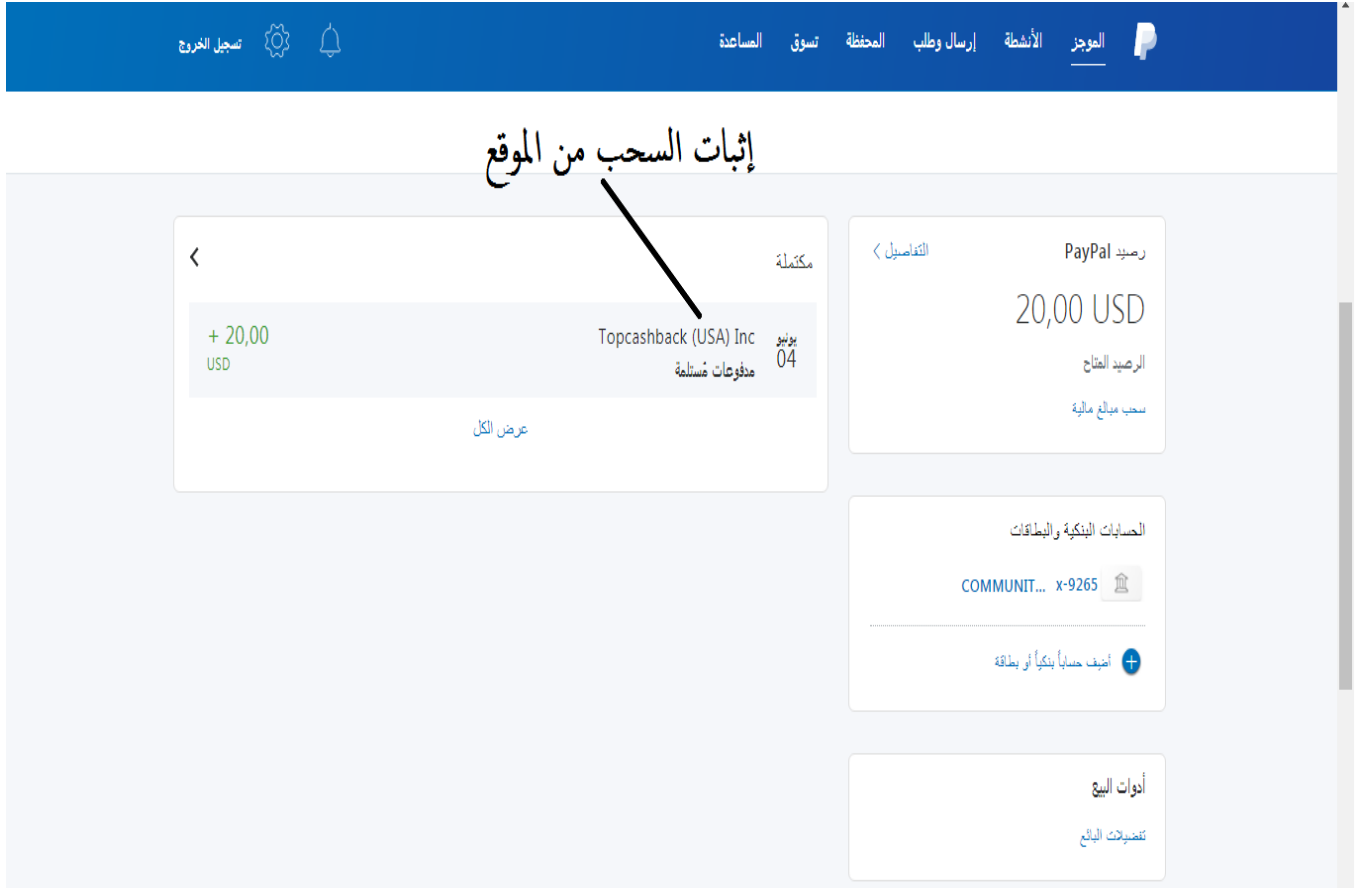 الموجز الأنشطة إرسال وطلب المحفظة تسوق المساعدة تسجيل الخروج
إثبات السحب من الموقع
رصيد PayPal التفاصيل
20,00 USD
الرصيد المتاح
سحب مبالغ مالية
مكتملة
يونيو 04
Topcashback (USA) Inc + 20,00
مدفوعات مُستلمة USD
عرض الكل
الحسابات البنكية والبطاقات
COMMUNIT... x-9265
أضِف حساباً بنكياً أو بطاقة
أدوات البيع
تفضيلات البائع